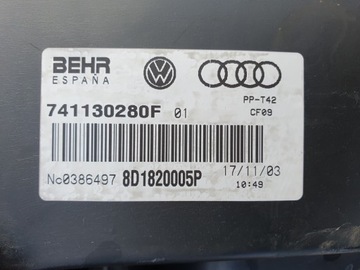 BEHR
ESPAÑA
PP-T42
741130280F 01 CF09
No0386497 8D1820005P 17/11/03
10:49